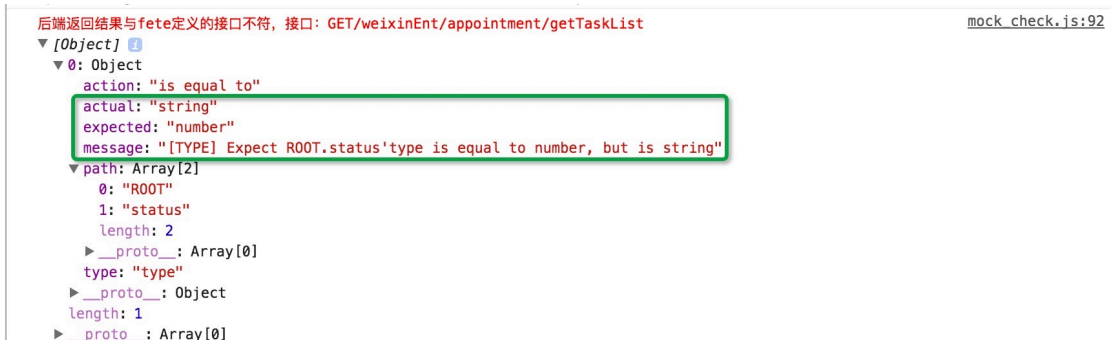 后端返回结果与fete定义的接口不符，接口：GET/weixinEnt/appointment/getTaskList mock check.js:92
▼ [Object] i
▼ 0: Object
action: "is equal to"
actual: "string"
expected: "number"
message: "[TYPE] Expect ROOT.status'type is equal to number, but is string"
▼ path: Array[2]
0: "ROOT"
1: "status"
length: 2
▶ __proto__: Array[0]
type: "type"
▶ __proto__: Object
length: 1
▶ __proto__: Array[0]